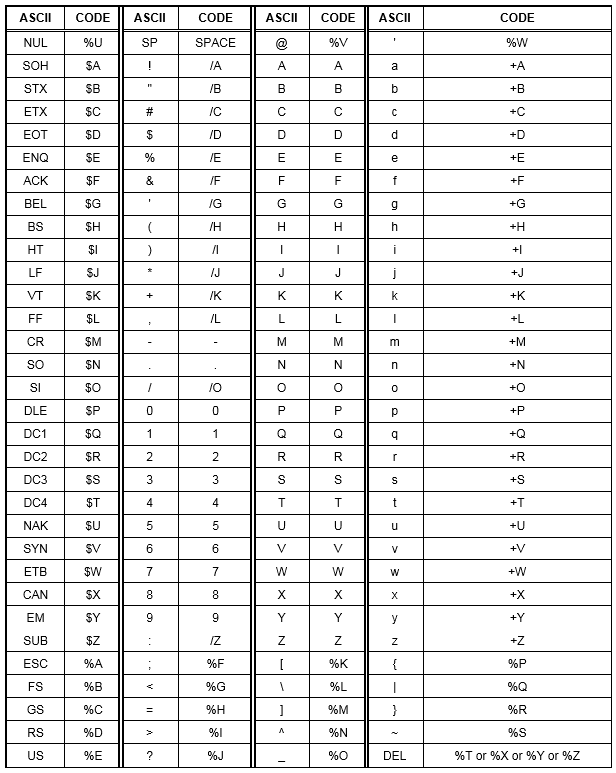 ASCII CODE ASCII CODE ASCII CODE ASCII CODE
NUL %U SP SPACE @ %V ' %W
SOH $A ! /A A A a +A
STX $B " /B B B b +B
ETX $C # /C C C c +C
EOT $D $ /D D D d +D
ENQ $E % /E E E e +E
ACK $F & /F F F f +F
BEL $G ' /G G G g +G
BS $H ( /H H H h +H
HT $I ) /I I I i +I
LF $J * /J J J j +J
VT $K + /K K K k +K
FF $L , /L L L l +L
CR $M - - M M m +M
SO $N . . N N n +N
SI $O / /O O O o +O
DLE $P 0 0 P P p +P
DC1 $Q 1 1 Q Q q +Q
DC2 $R 2 2 R R r +R
DC3 $S 3 3 S S s +S
DC4 $T 4 4 T T t +T
NAK $U 5 5 U U u +U
SYN $V 6 6 V V v +V
ETB $W 7 7 W W w +W
CAN $X 8 8 X X x +X
EM $Y 9 9 Y Y y +Y
SUB $Z : /Z Z Z z +Z
ESC %A ; %F [ %K { %P
FS %B < %G \ %L | %Q
GS %C = %H ] %M } %R
RS %D > %I ^ %N ~ %S
US %E ? %J _ %O DEL %T or %X or %Y or %Z